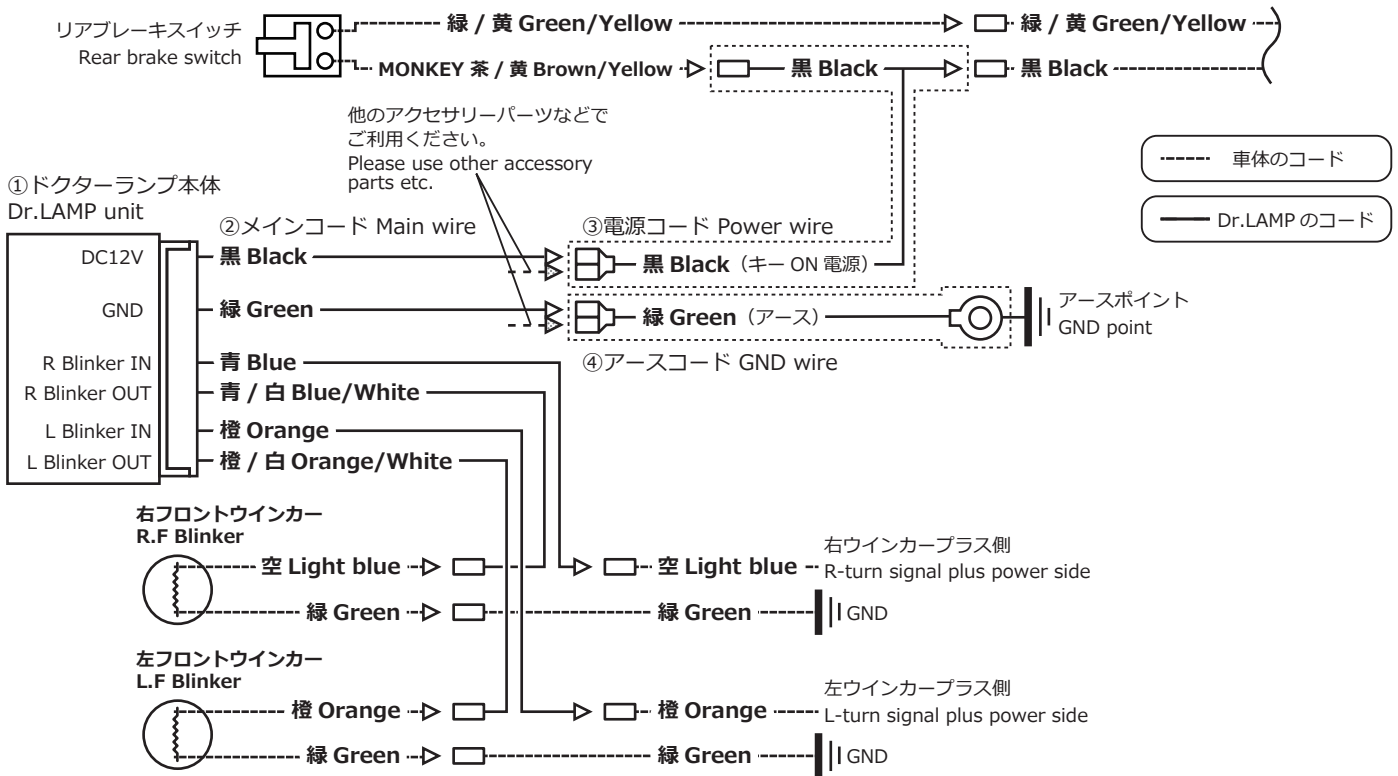 リアブレーキスイッチ
Rear brake switch
緑 / 黄 Green/Yellow
緑 / 黄 Green/Yellow
MONKEY 茶 / 黄 Brown/Yellow
黒 Black
黒 Black
他のアクセサリーパーツなどで
ご利用ください。
Please use other accessory
parts etc.
車体のコード
Dr.LAMP のコード
①ドクターランプ本体
Dr.LAMP unit
②メインコード Main wire
③電源コード Power wire
DC12V
黒 Black
黒 Black（キー ON 電源）
GND
緑 Green
緑 Green（アース）
アースポイント
GND point
④アースコード GND wire
R Blinker IN
青 Blue
R Blinker OUT
青 / 白 Blue/White
L Blinker IN
橙 Orange
L Blinker OUT
橙 / 白 Orange/White
右フロントウインカー
R.F Blinker
空 Light blue
空 Light blue
右ウインカープラス側
R-turn signal plus power side
緑 Green
緑 Green
GND
左フロントウインカー
L.F Blinker
橙 Orange
橙 Orange
左ウインカープラス側
L-turn signal plus power side
緑 Green
緑 Green
GND